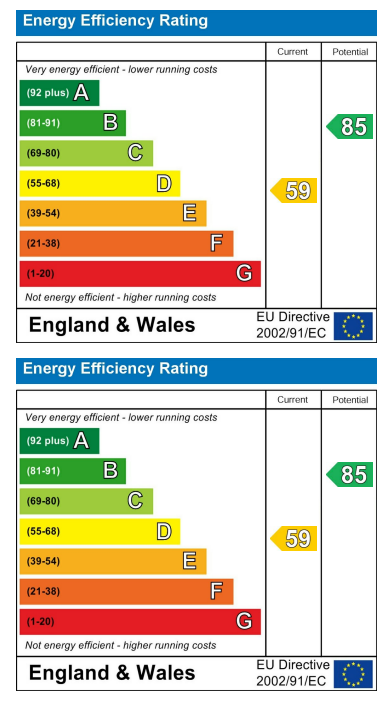 Energy Efficiency Rating
Current Potential
Very energy efficient - lower running costs
(92 plus) A
(81-91) B
85
(69-80) C
(55-68) D
59
(39-54) E
(21-38) F
(1-20) G
Not energy efficient - higher running costs
England & Wales
EU Directive
2002/91/EC
Energy Efficiency Rating
Current Potential
Very energy efficient - lower running costs
(92 plus) A
(81-91) B
85
(69-80) C
(55-68) D
59
(39-54) E
(21-38) F
(1-20) G
Not energy efficient - higher running costs
England & Wales
EU Directive
2002/91/EC